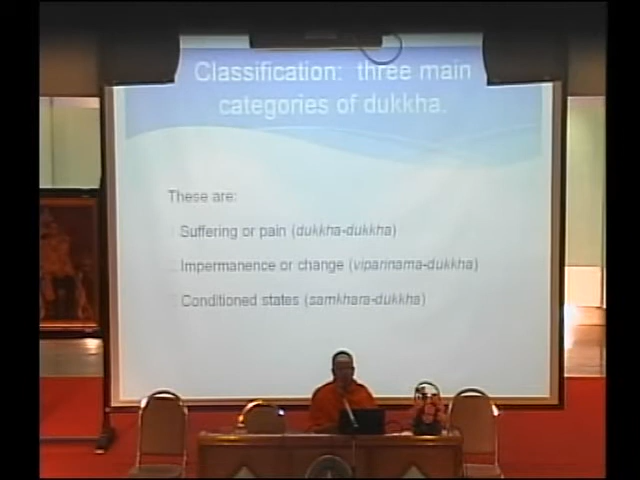 Classification: three main
categories of dukkha.
These are:
Suffering or pain (dukkha-dukkha)
Impermanence or change (viparinama-dukkha)
Conditioned states (samkhara-dukkha)